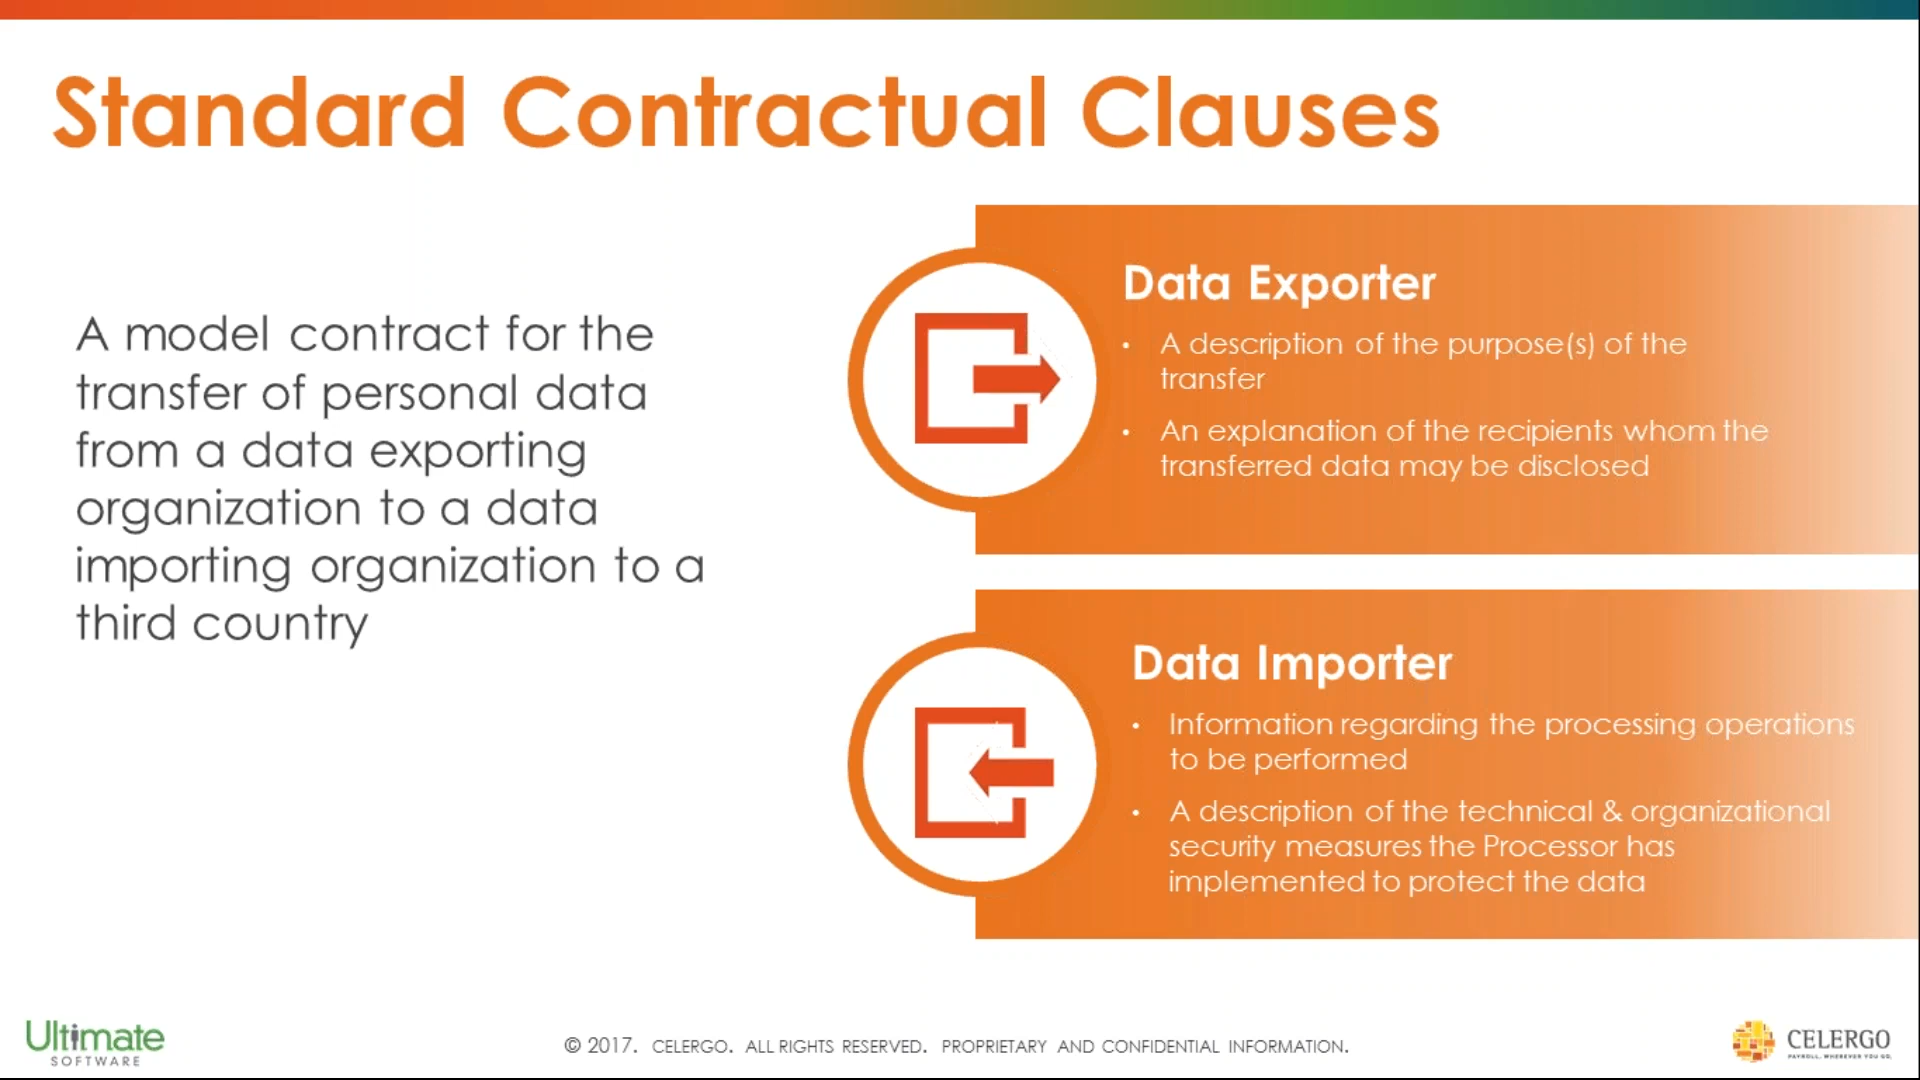 Standard Contractual Clauses
A model contract for the
transfer of personal data
from a data exporting
organization to a data
importing organization to a
third country
Data Exporter
• A description of the purpose(s) of the
transfer
• An explanation of the recipients whom the
transferred data may be disclosed
Data Importer
• Information regarding the processing operations
to be performed
• A description of the technical & organizational
security measures the Processor has
implemented to protect the data
Ultimate
SOFTWARE
© 2017. CELERGO. ALL RIGHTS RESERVED. PROPRIETARY AND CONFIDENTIAL INFORMATION.
CELERGO
PAYROLL, WHEREVER YOU GO.